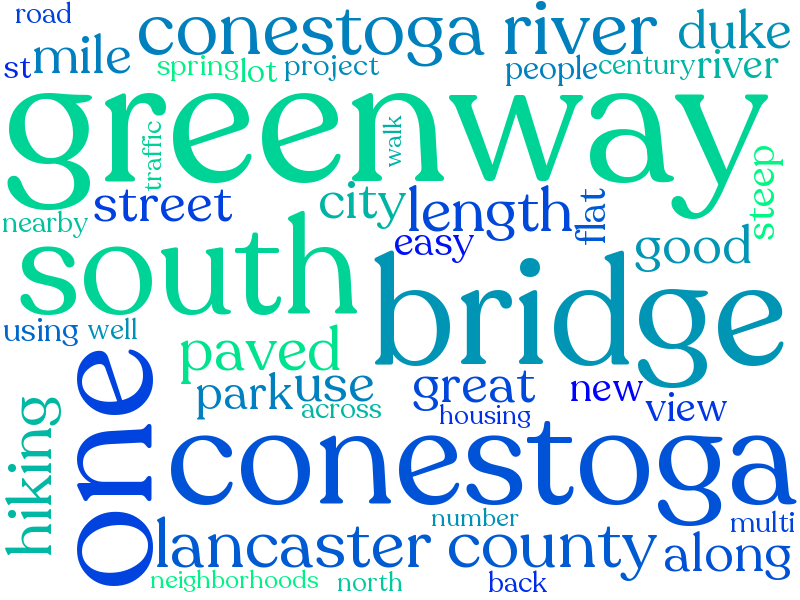 road
conestoga river
duke
st
mile
spring
lot
project
people
century
river
greenway
traffic
walk
steep
nearby
street
city
length
flat
easy
good
south
bridge
using
well
paved
park
use
great
new
view
across
housing
hiking
one
conestoga
number
multi
lancaster county
along
neighborhoods
north
back